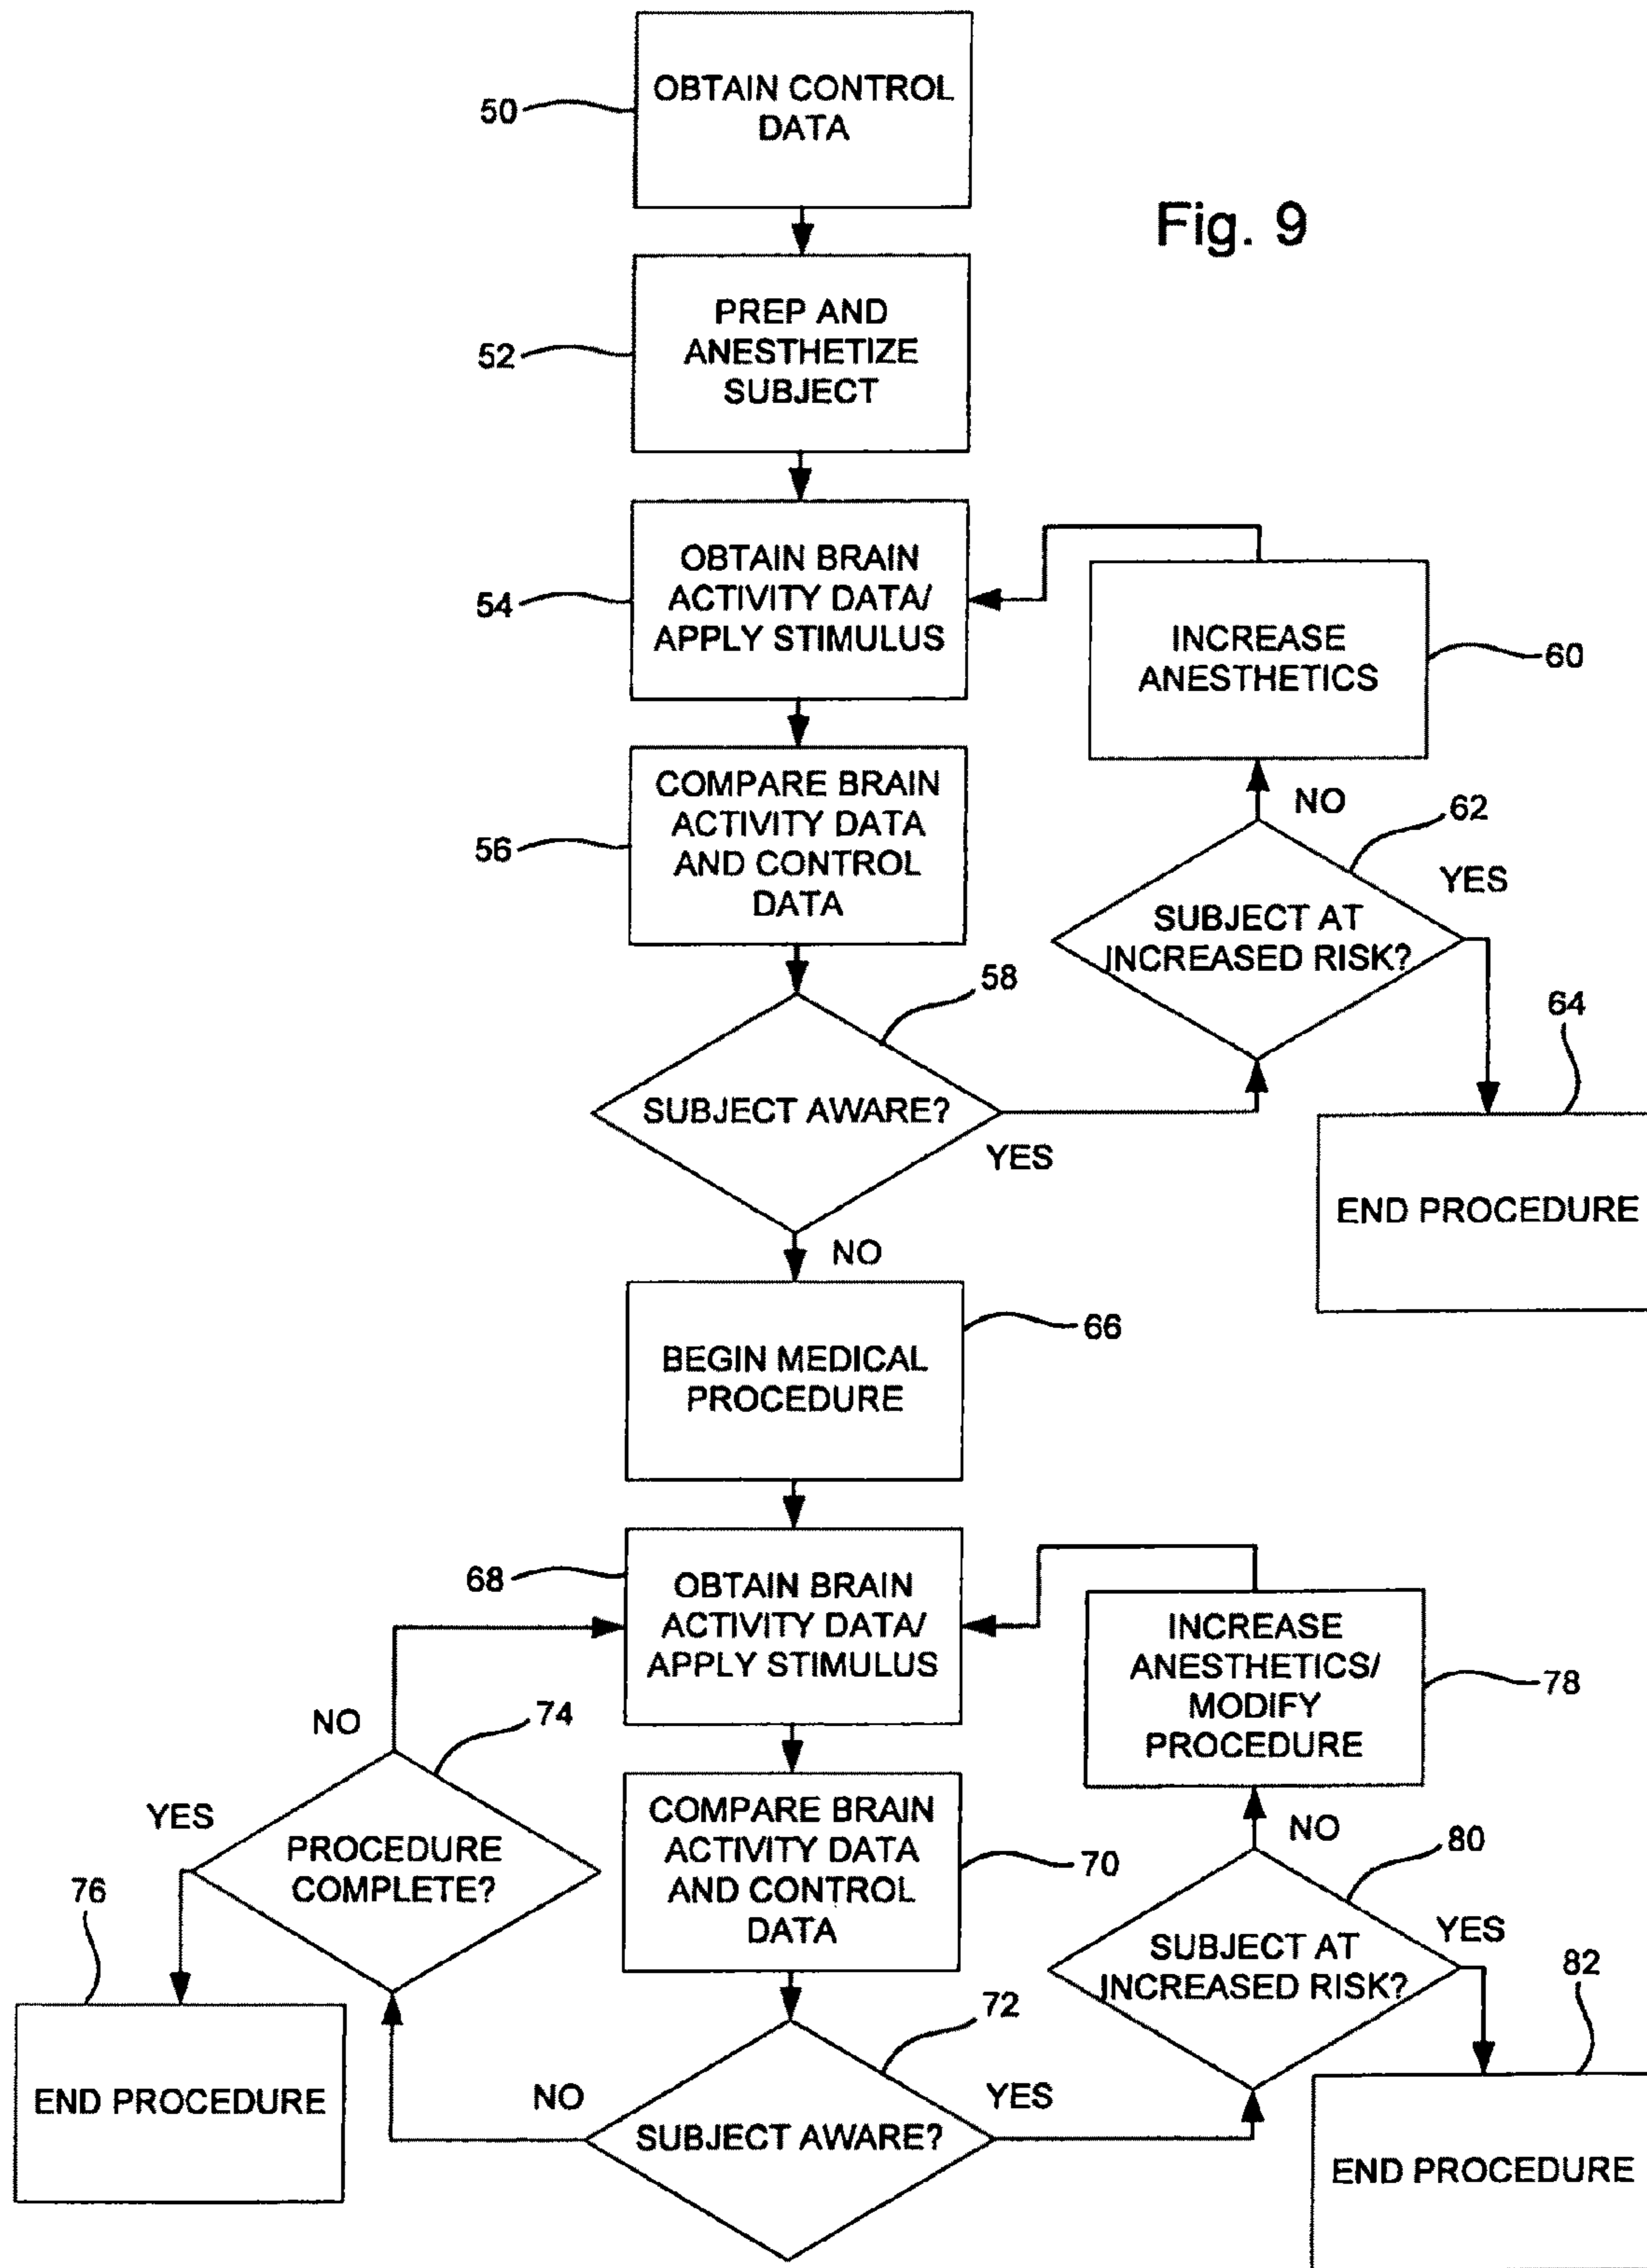 OBTAIN CONTROL
DATA
50
Fig. 9
PREP AND
ANESTHETIZE
SUBJECT
52
OBTAIN BRAIN
ACTIVITY DATA/
APPLY STIMULUS
54
INCREASE
ANESTHETICS
60
COMPARE BRAIN
ACTIVITY DATA
AND CONTROL
DATA
56
NO
62
YES
SUBJECT AT
INCREASED RISK?
58
64
SUBJECT AWARE?
YES
END PROCEDURE
NO
BEGIN MEDICAL
PROCEDURE
66
68
OBTAIN BRAIN
ACTIVITY DATA/
APPLY STIMULUS
INCREASE
ANESTHETICS/
MODIFY
PROCEDURE
78
NO
74
YES
PROCEDURE
COMPLETE?
COMPARE BRAIN
ACTIVITY DATA
AND CONTROL
DATA
70
NO
80
YES
SUBJECT AT
INCREASED RISK?
76
82
72
END PROCEDURE
NO
SUBJECT AWARE?
YES
END PROCEDURE